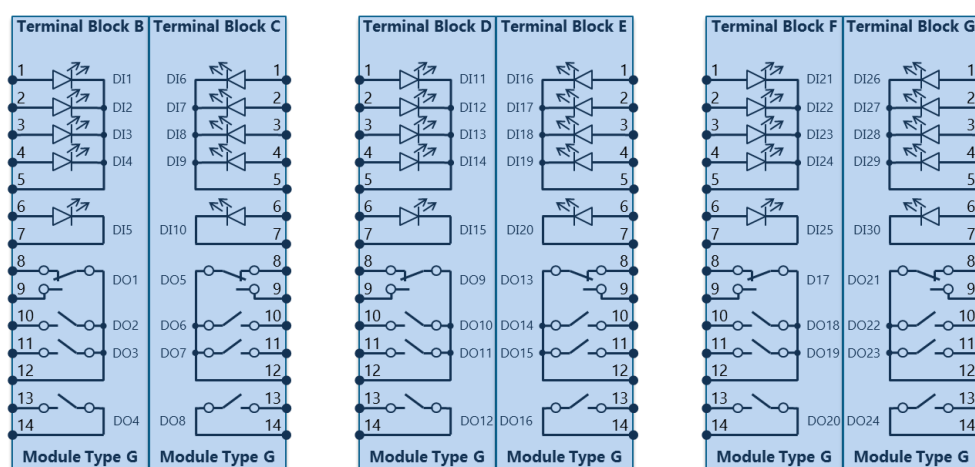 Terminal Block B Terminal Block C Terminal Block D Terminal Block E Terminal Block F Terminal Block G
1 DI1 DI6 1 1 DI11 DI16 1 1 DI21 DI26 1
2 DI2 DI7 2 2 DI12 DI17 2 2 DI22 DI27 2
3 DI3 DI8 3 3 DI13 DI18 3 3 DI23 DI28 3
4 DI4 DI9 4 4 DI14 DI19 4 4 DI24 DI29 4
5 5 5 5 5 5
6 6 6 6 6 6
7 DI5 DI10 7 7 DI15 DI20 7 7 DI25 DI30 7
8 DO1 DO5 8 8 DO9 DO13 8 8 D17 DO21 8
9 9 9 9 9 9
10 DO2 DO6 10 10 DO10 DO14 10 10 DO18 DO22 10
11 DO3 DO7 11 11 DO11 DO15 11 11 DO19 DO23 11
12 12 12 12 12 12
13 13 13 13 13 13
14 DO4 DO8 14 14 DO12 DO16 14 14 DO20 DO24 14
Module Type G Module Type G Module Type G Module Type G Module Type G Module Type G